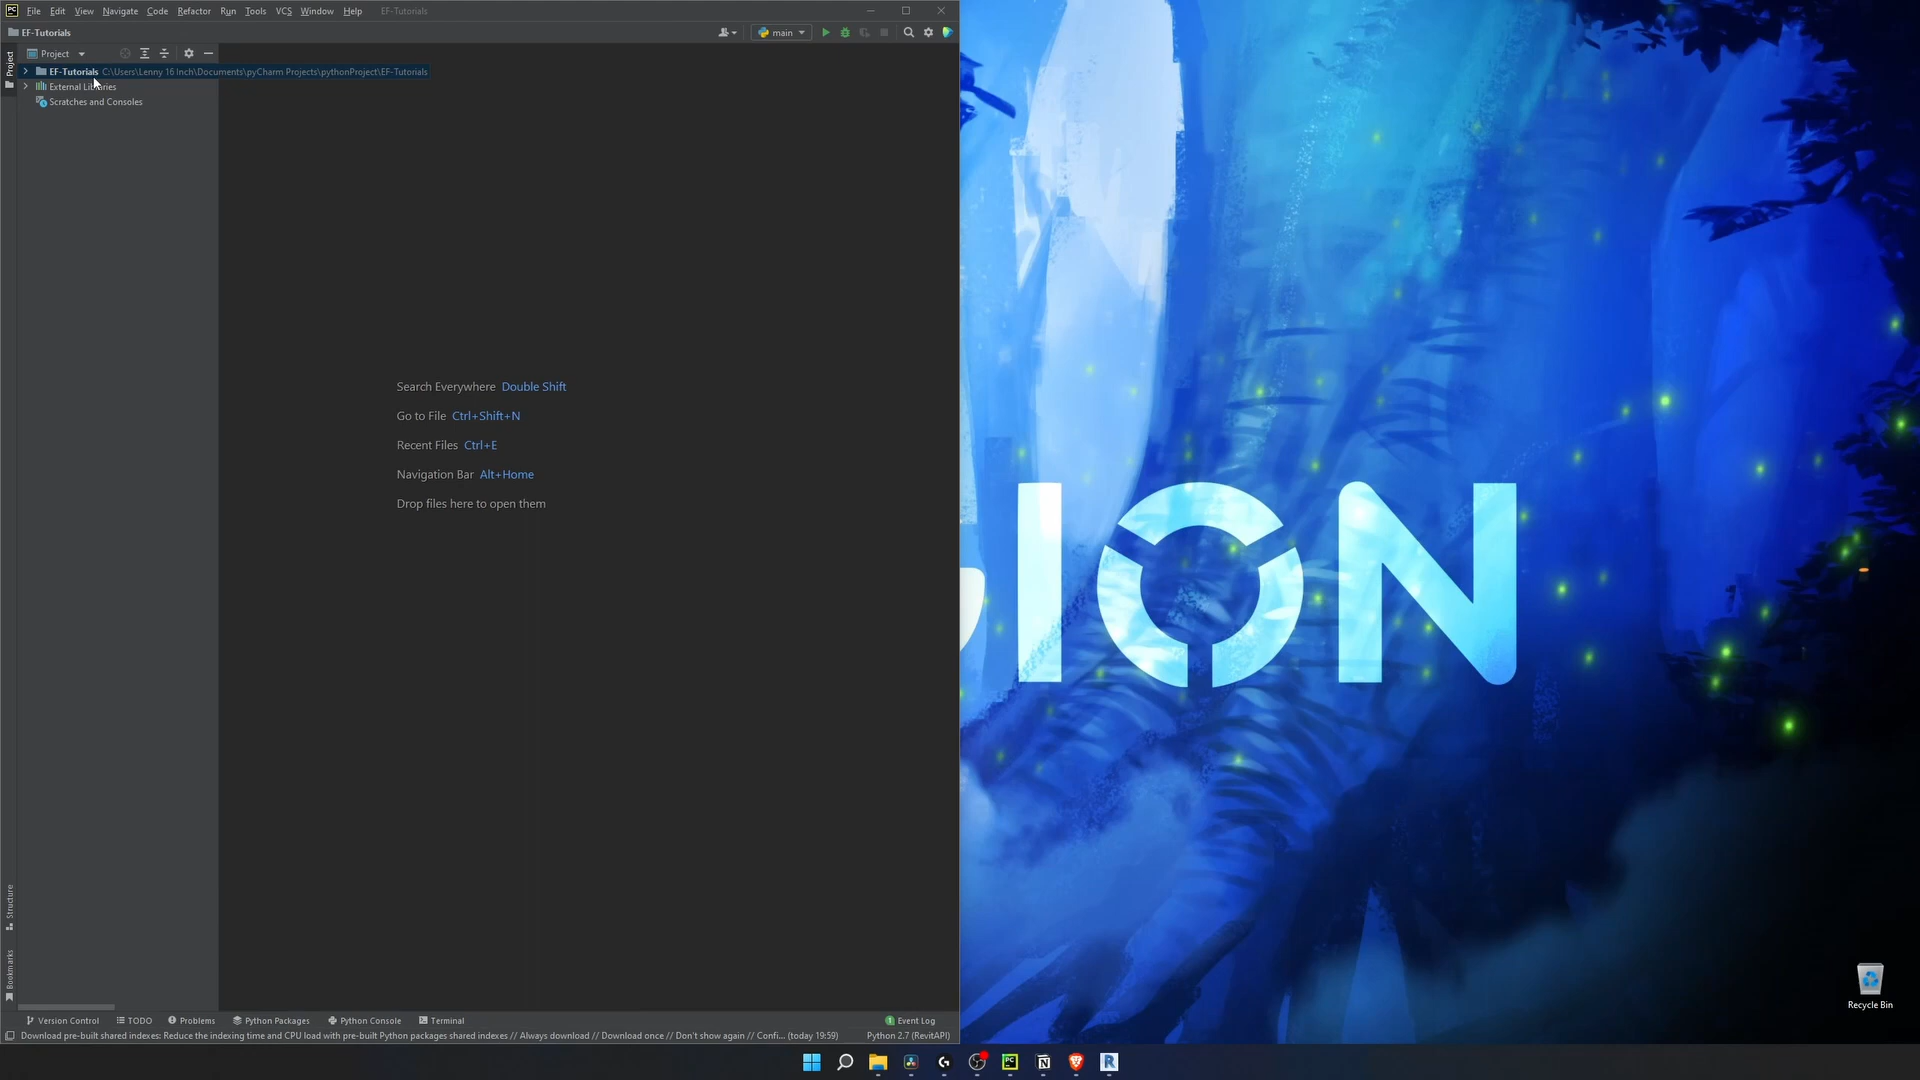 PC File Edit View Navigate Code Refactor Run Tools VCS Window Help EF-Tutorials
EF-Tutorials
main
Project
Project
EF-Tutorials C:\Users\Lenny 16 Inch\Documents\pyCharm Projects\pythonProject\EF-Tutorials
External Libraries
Scratches and Consoles
Search Everywhere Double Shift
Go to File Ctrl+Shift+N
Recent Files Ctrl+E
Navigation Bar Alt+Home
Drop files here to open them
ION
Structure
Bookmarks
Recycle Bin
Version Control TODO Problems Python Packages Python Console Terminal 1 Event Log
Download pre-built shared indexes: Reduce the indexing time and CPU load with pre-built Python packages shared indexes // Always download // Download once // Don't show again // Confi... (today 19:59) Python 2.7 (RevitAPI)
PC N R